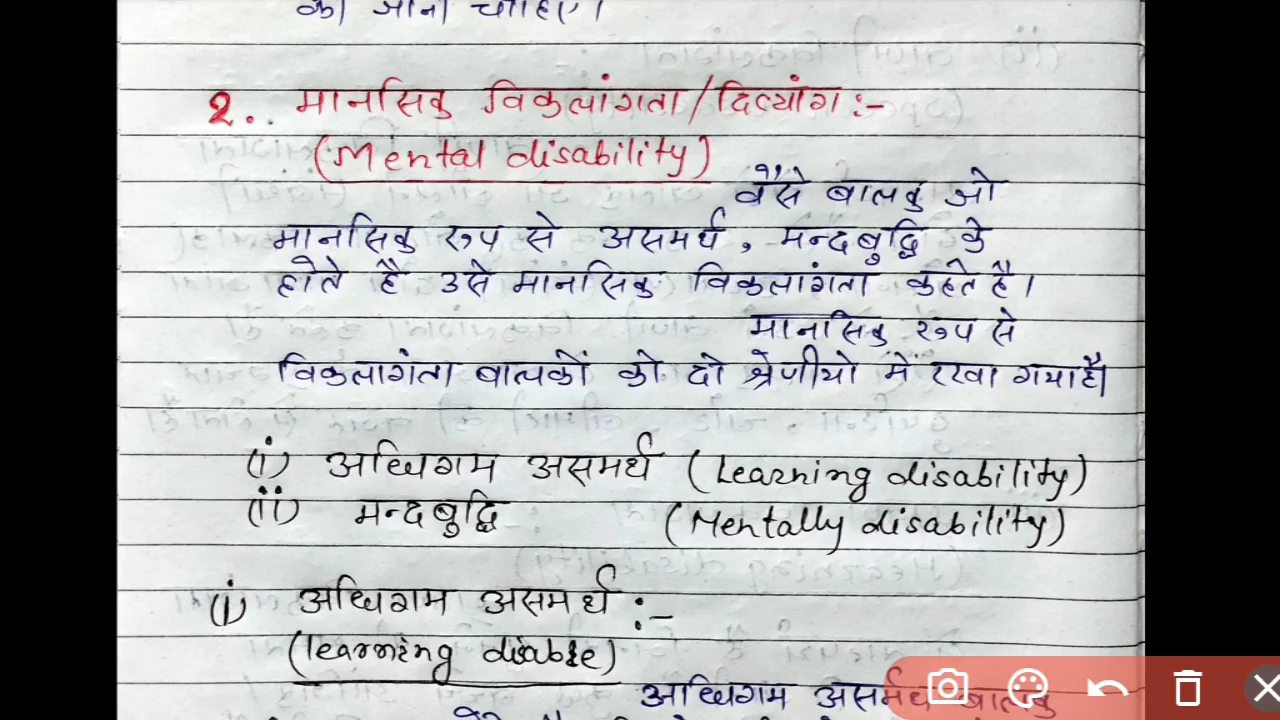 की जाना चाहिए।
2. मानसिक विकलांगता/दिव्यांग :-
(Mental disability)
वैसे बालक जो
मानसिक रूप से असमर्थ, मन्दबुद्धि के
होते है उसे मानसिक विकलांगता कहते है।
मानसिक रूप से
विकलांगता बालकों को दो श्रेणीयो में रखा गया है।
(i) अधिगम असमर्थ (Learning disability)
(ii) मन्दबुद्धि (Mentally disability)
(i) अधिगम असमर्थ :-
(learning disable)
अधिगम असमर्थ बालक